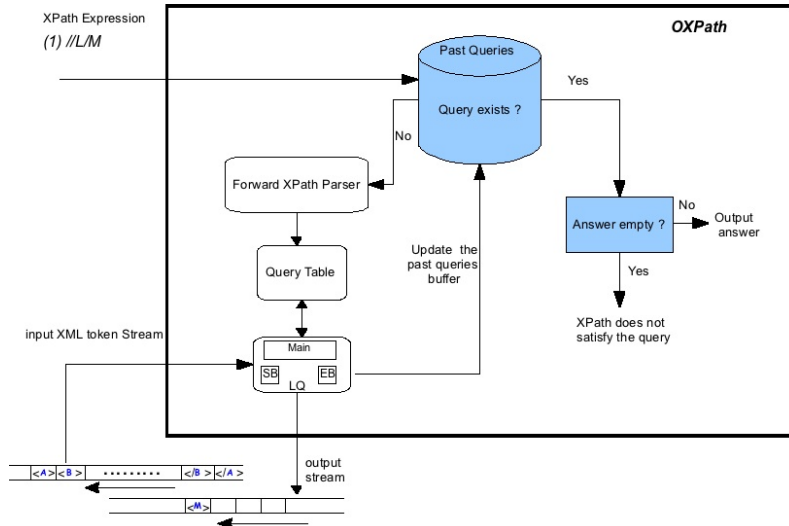 XPath Expression
(1) //L/M
OXPath
Past Queries
Query exists ?
Yes
No
Forward XPath Parser
Query Table
Update the
past queries
buffer
Answer empty ?
No
Output
answer
Yes
XPath does not
satisfy the query
input XML token Stream
Main
SB
EB
LQ
output
stream
<A> <B> ......... </B> </A>
<M>